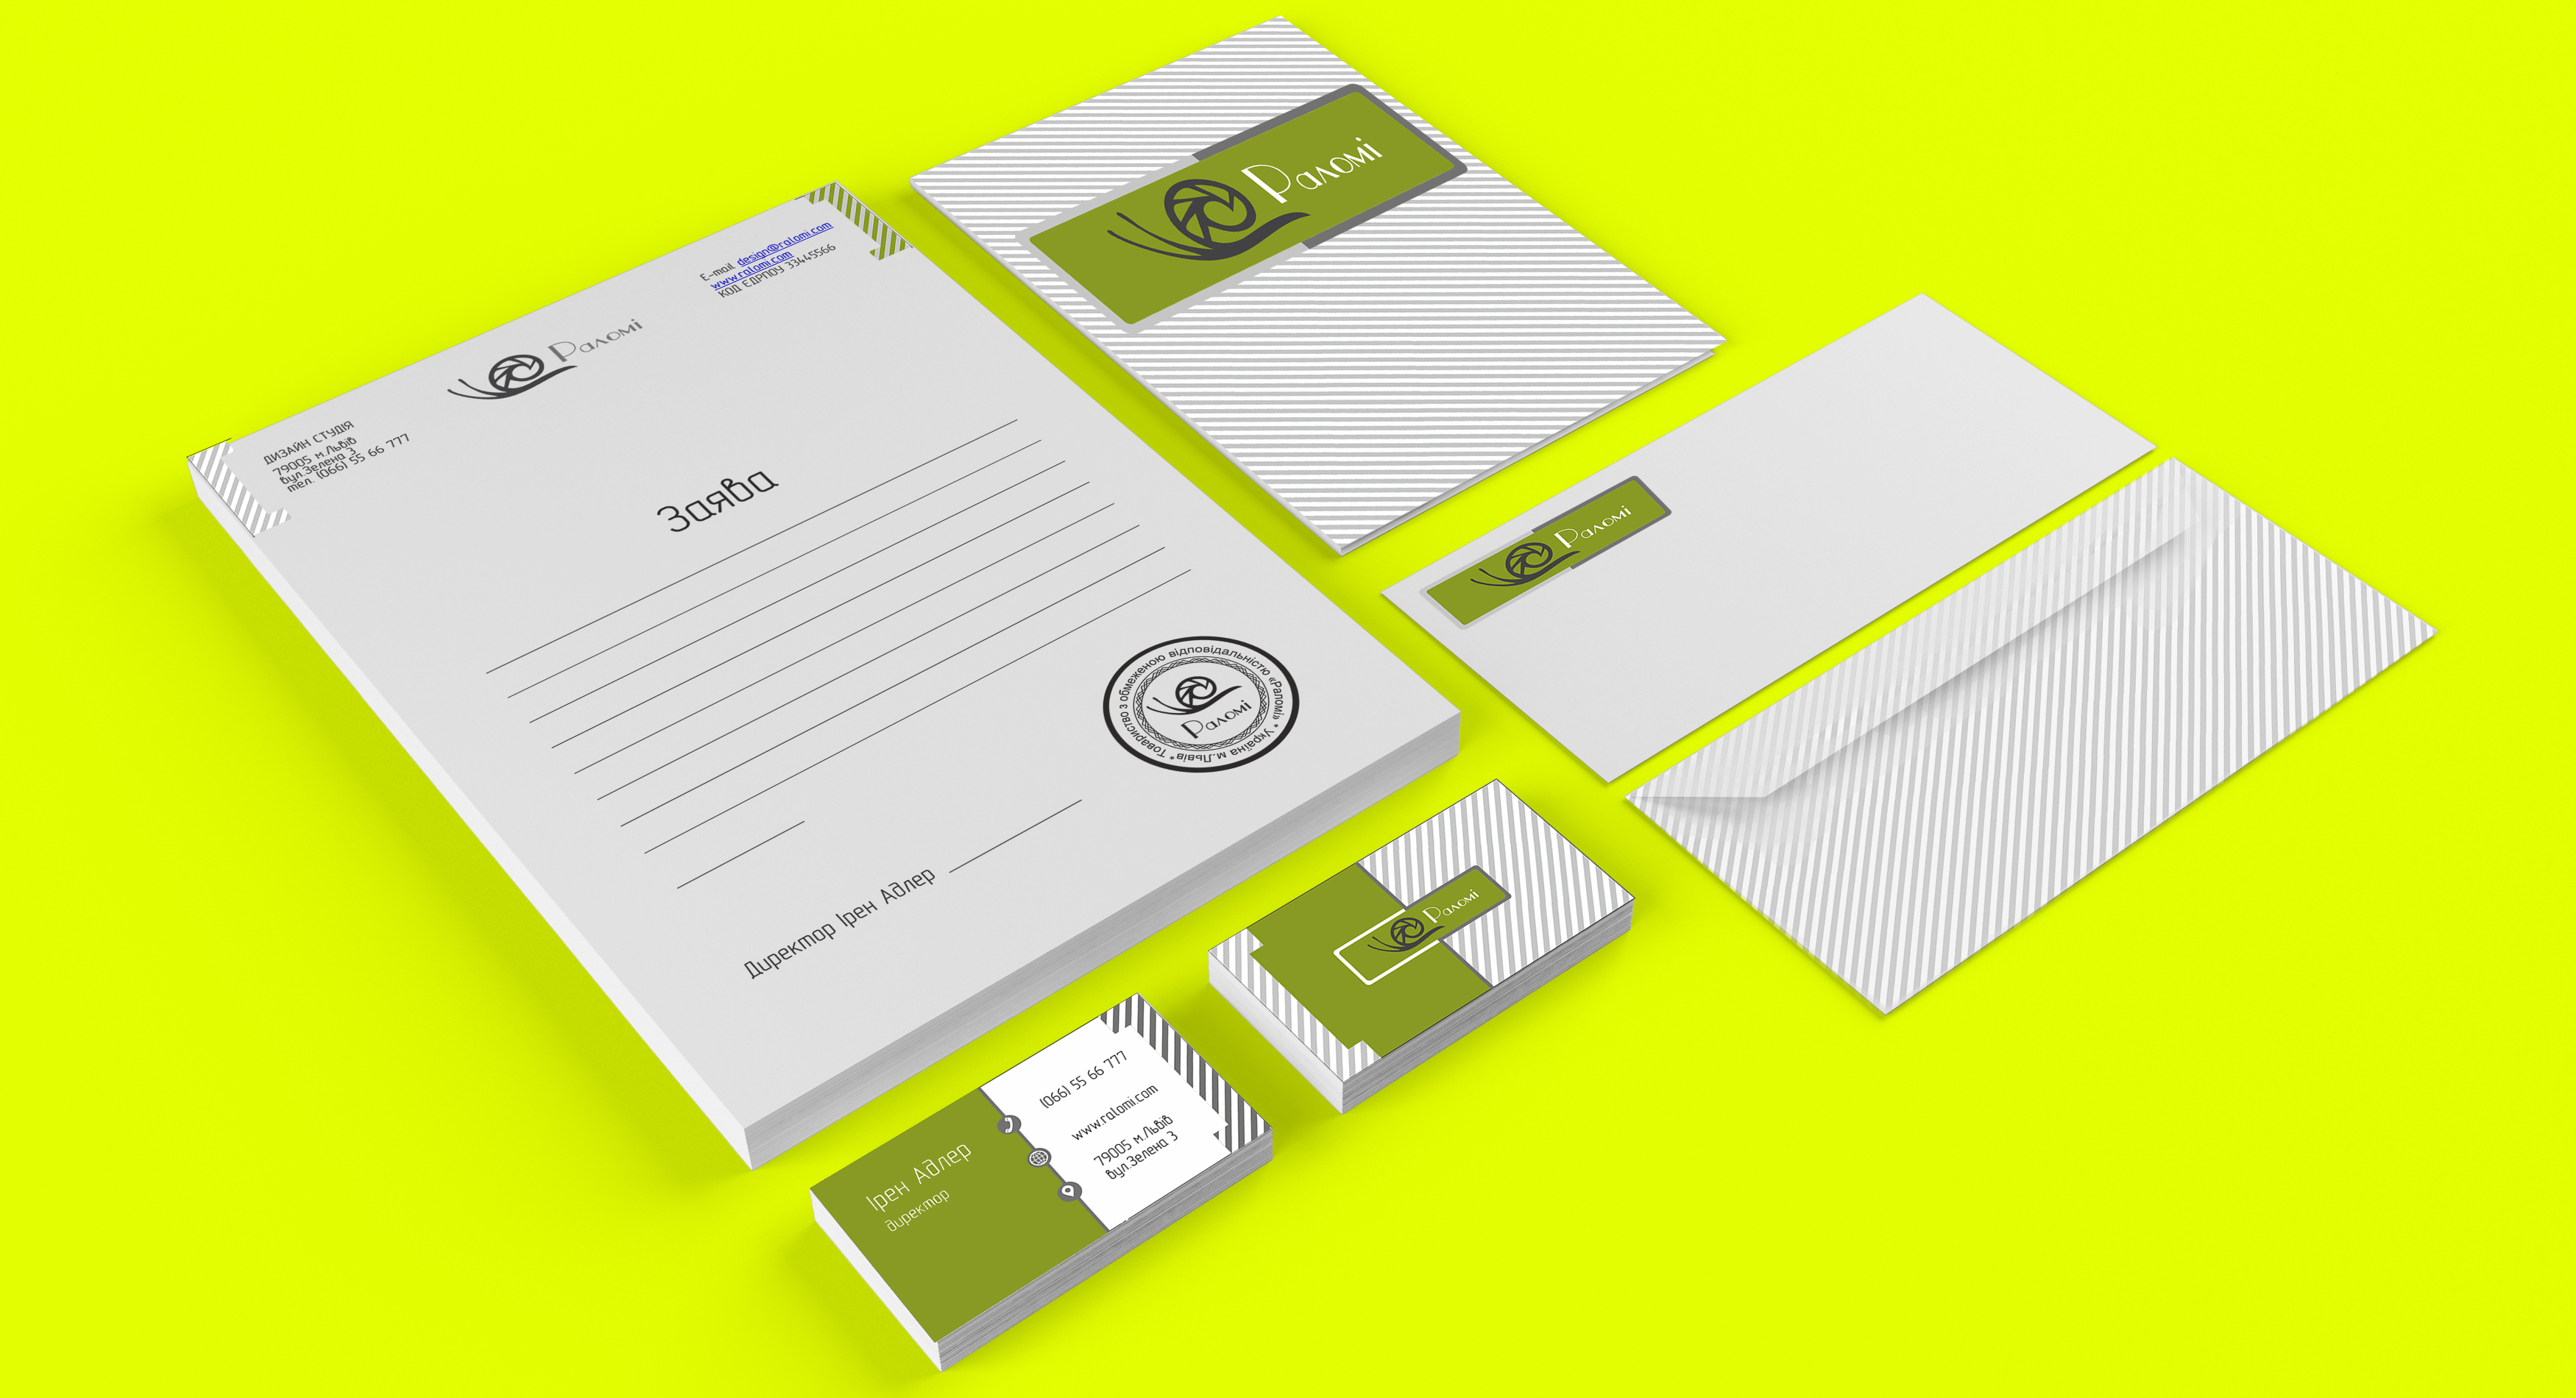 ДИЗАЙН СТУДІЯ
79005 м.Львів
вул.Зелена 3
тел. (066) 55 66 777
Раломі
E-mail design@ralomi.com
www.ralomi.com
КОД ЄДРПОУ 33445566
Заява
Директор Ірен Адлер
Товариство з обмеженою відповідальністю «Раломі» * Україна м.Львів *
Раломі
Раломі
Раломі
Раломі
Ірен Адлер
директор
(066) 55 66 777
www.ralomi.com
79005 м.Львів
вул.Зелена 3